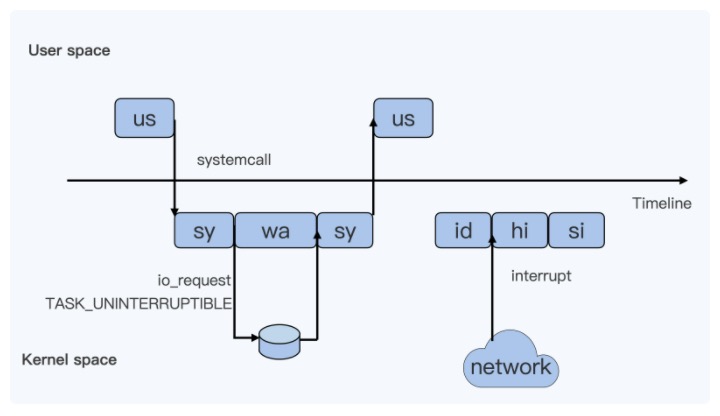 User space
us
us
systemcall
Timeline
sy
wa
sy
id
hi
si
io_request
TASK_UNINTERRUPTIBLE
interrupt
Kernel space
network